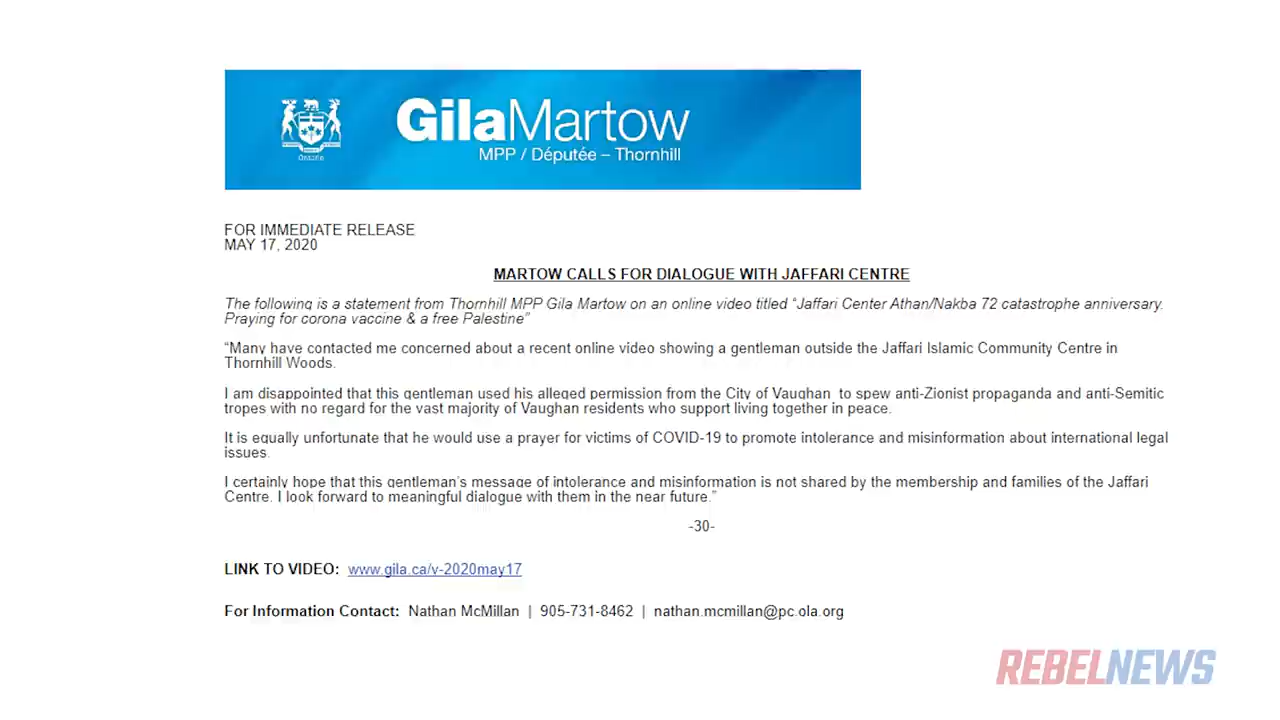 Ontario
GilaMartow
MPP / Députée – Thornhill
FOR IMMEDIATE RELEASE
MAY 17, 2020
MARTOW CALLS FOR DIALOGUE WITH JAFFARI CENTRE
The following is a statement from Thornhill MPP Gila Martow on an online video titled “Jaffari Center Athan/Nakba 72 catastrophe anniversary.
Praying for corona vaccine & a free Palestine”
“Many have contacted me concerned about a recent online video showing a gentleman outside the Jaffari Islamic Community Centre in
Thornhill Woods.
I am disappointed that this gentleman used his alleged permission from the City of Vaughan to spew anti-Zionist propaganda and anti-Semitic
tropes with no regard for the vast majority of Vaughan residents who support living together in peace.
It is equally unfortunate that he would use a prayer for victims of COVID-19 to promote intolerance and misinformation about international legal
issues.
I certainly hope that this gentleman’s message of intolerance and misinformation is not shared by the membership and families of the Jaffari
Centre. I look forward to meaningful dialogue with them in the near future.”
-30-
LINK TO VIDEO: www.gila.ca/v-2020may17
For Information Contact: Nathan McMillan | 905-731-8462 | nathan.mcmillan@pc.ola.org
REBELNEWS